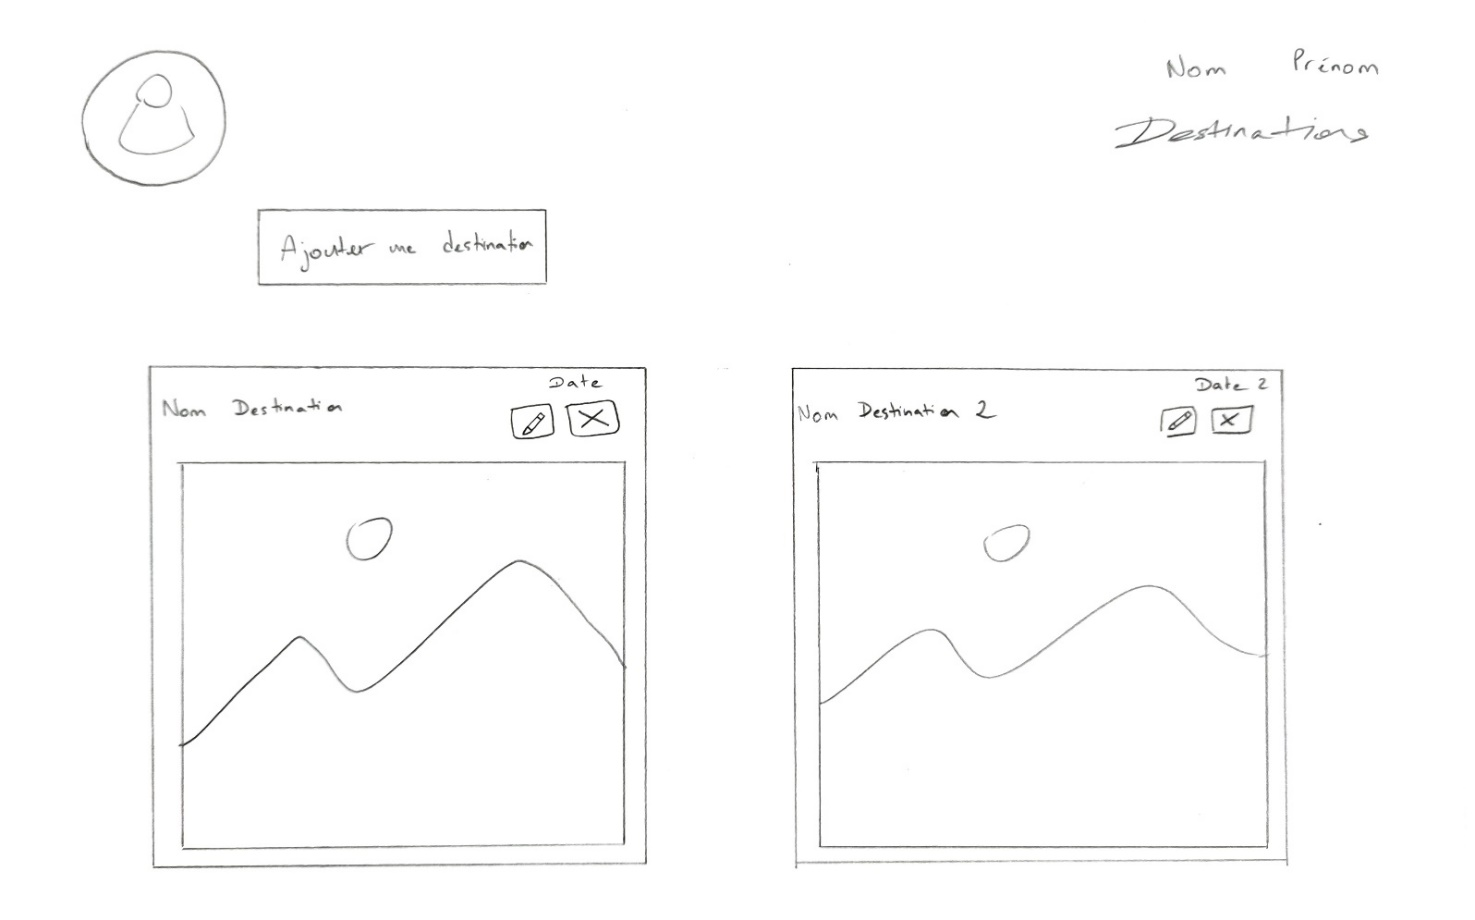 Nom Prénom
Destinations
Ajouter une destination
Date
Nom Destination
Date 2
Nom Destination 2